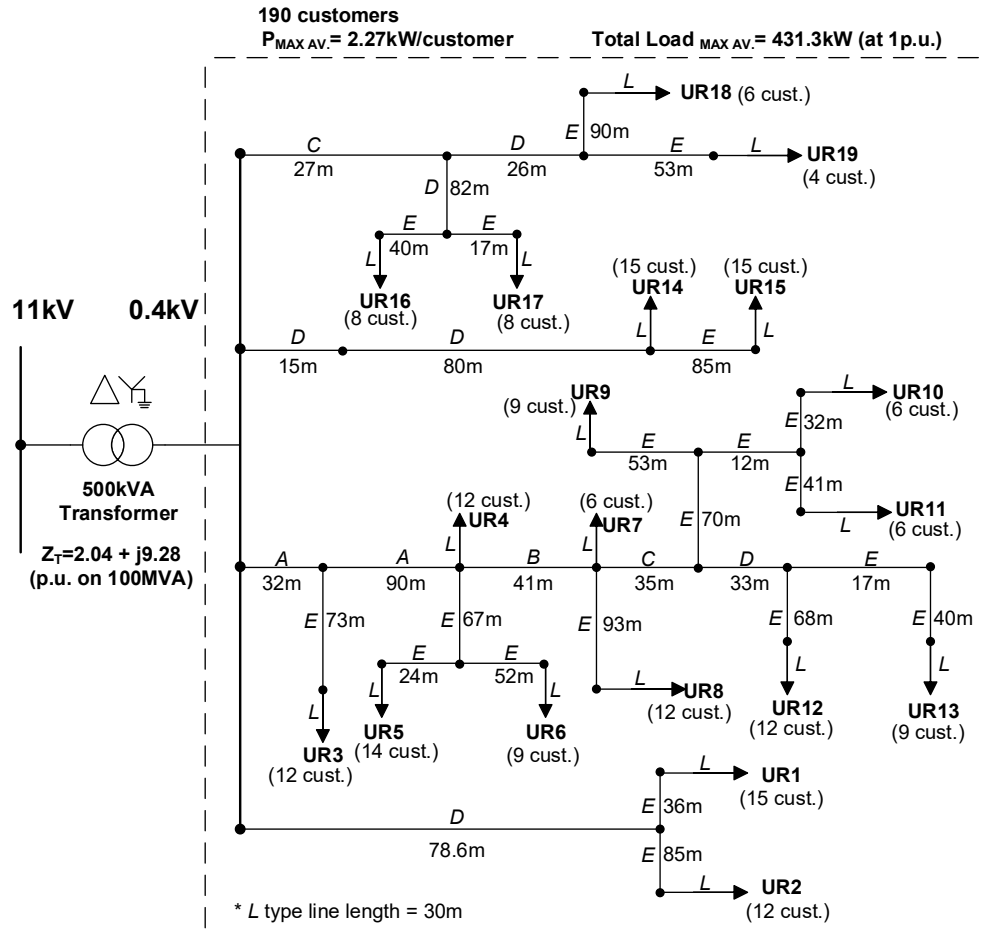 190 customers
P MAX AV.= 2.27kW/customer
Total Load MAX AV.= 431.3kW (at 1p.u.)
L
UR18 (6 cust.)
E 90m
C
27m
D
26m
E
53m
L
UR19
(4 cust.)
D 82m
E
40m
E
17m
L
L
UR16
(8 cust.)
UR17
(8 cust.)
(15 cust.)
UR14
(15 cust.)
UR15
L
L
11kV
0.4kV
D
15m
D
80m
E
85m
500kVA
Transformer
ZT=2.04 + j9.28
(p.u. on 100MVA)
UR9
(9 cust.)
L
E
53m
E
12m
L
UR10
(6 cust.)
E 32m
E 41m
L
UR11
(6 cust.)
E 70m
(12 cust.)
UR4
L
(6 cust.)
UR7
L
A
32m
A
90m
B
41m
C
35m
D
33m
E
17m
E 73m
E 67m
E 93m
E 68m
E 40m
E
24m
E
52m
L
L
L
L
UR8
(12 cust.)
L
L
UR3
(12 cust.)
UR5
(14 cust.)
UR6
(9 cust.)
UR12
(12 cust.)
UR13
(9 cust.)
L
UR1
(15 cust.)
E 36m
D
78.6m
E 85m
L
UR2
(12 cust.)
* L type line length = 30m